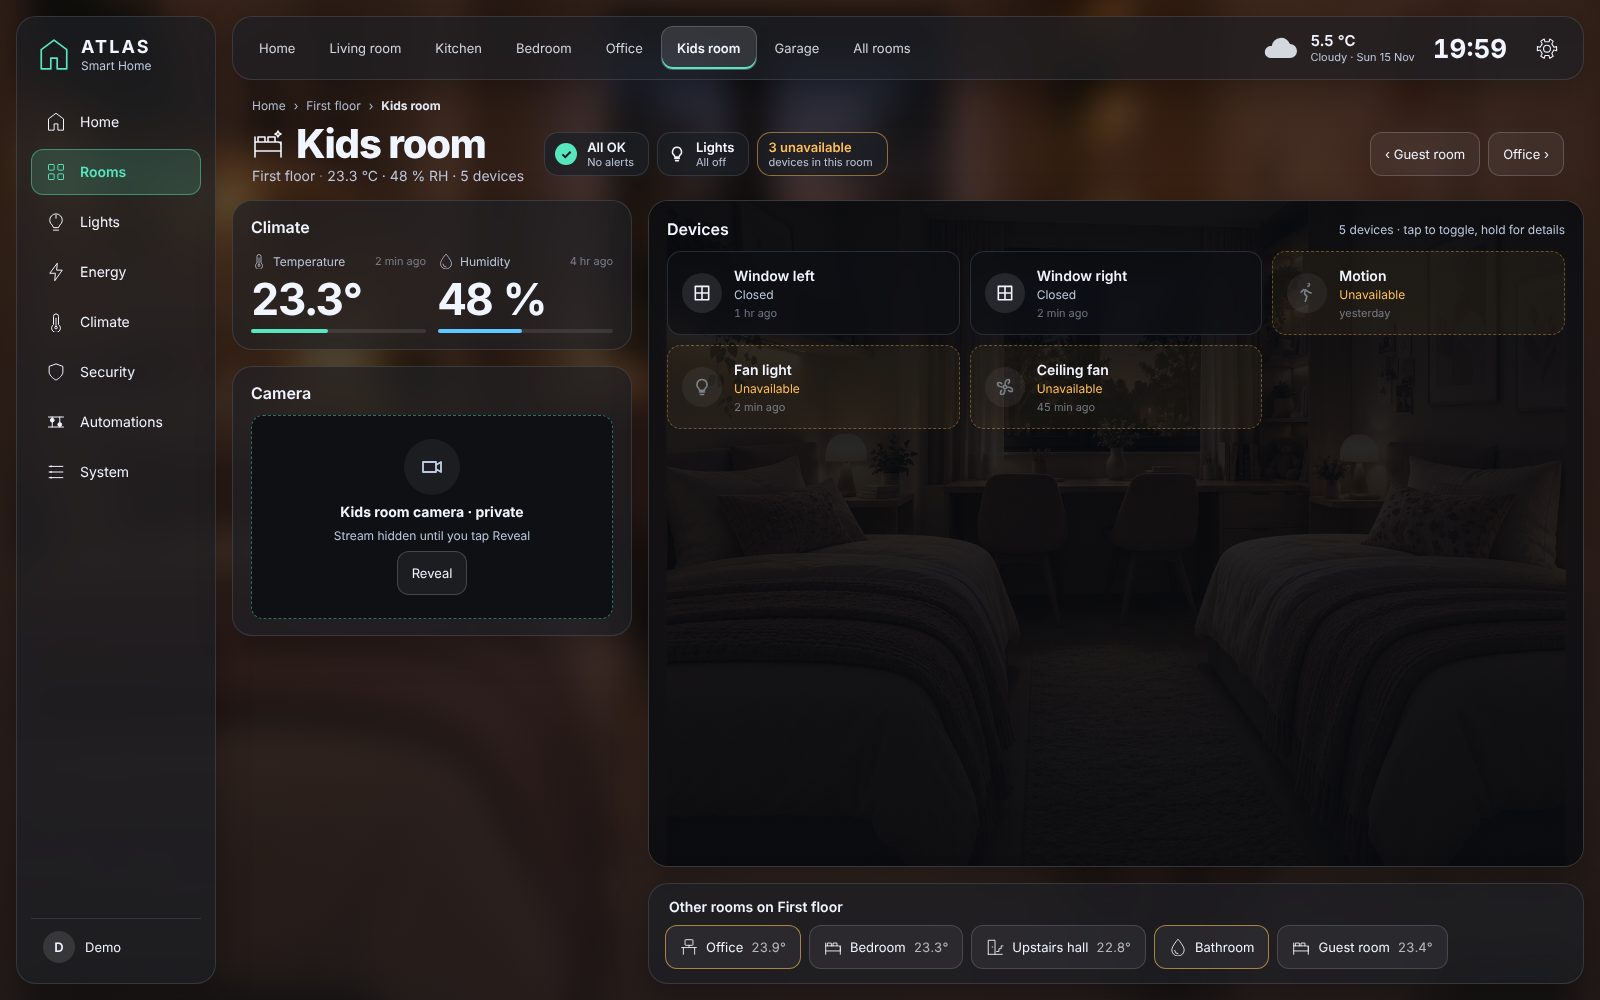 ATLAS
Smart Home
Home
Rooms
Lights
Energy
Climate
Security
Automations
System
D Demo
Home Living room Kitchen Bedroom Office Kids room Garage All rooms
5.5 °C
Cloudy · Sun 15 Nov
19:59
Home › First floor › Kids room
Kids room
First floor · 23.3 °C · 48 % RH · 5 devices
All OK
No alerts
Lights
All off
3 unavailable
devices in this room
‹ Guest room
Office ›
Climate
Temperature 2 min ago
23.3°
Humidity 4 hr ago
48 %
Camera
Kids room camera · private
Stream hidden until you tap Reveal
Reveal
Devices
5 devices · tap to toggle, hold for details
Window left
Closed
1 hr ago
Window right
Closed
2 min ago
Motion
Unavailable
yesterday
Fan light
Unavailable
2 min ago
Ceiling fan
Unavailable
45 min ago
Other rooms on First floor
Office 23.9°
Bedroom 23.3°
Upstairs hall 22.8°
Bathroom
Guest room 23.4°